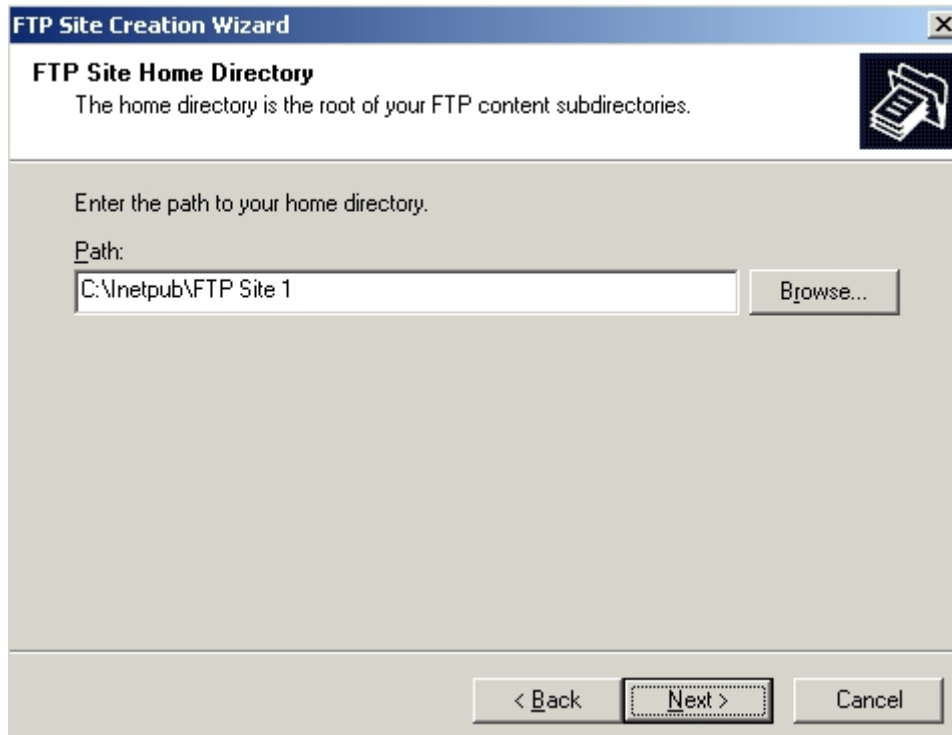 FTP Site Creation Wizard
FTP Site Home Directory
The home directory is the root of your FTP content subdirectories.
Enter the path to your home directory.
Path:
C:\Inetpub\FTP Site 1
Browse...
< Back
Next >
Cancel